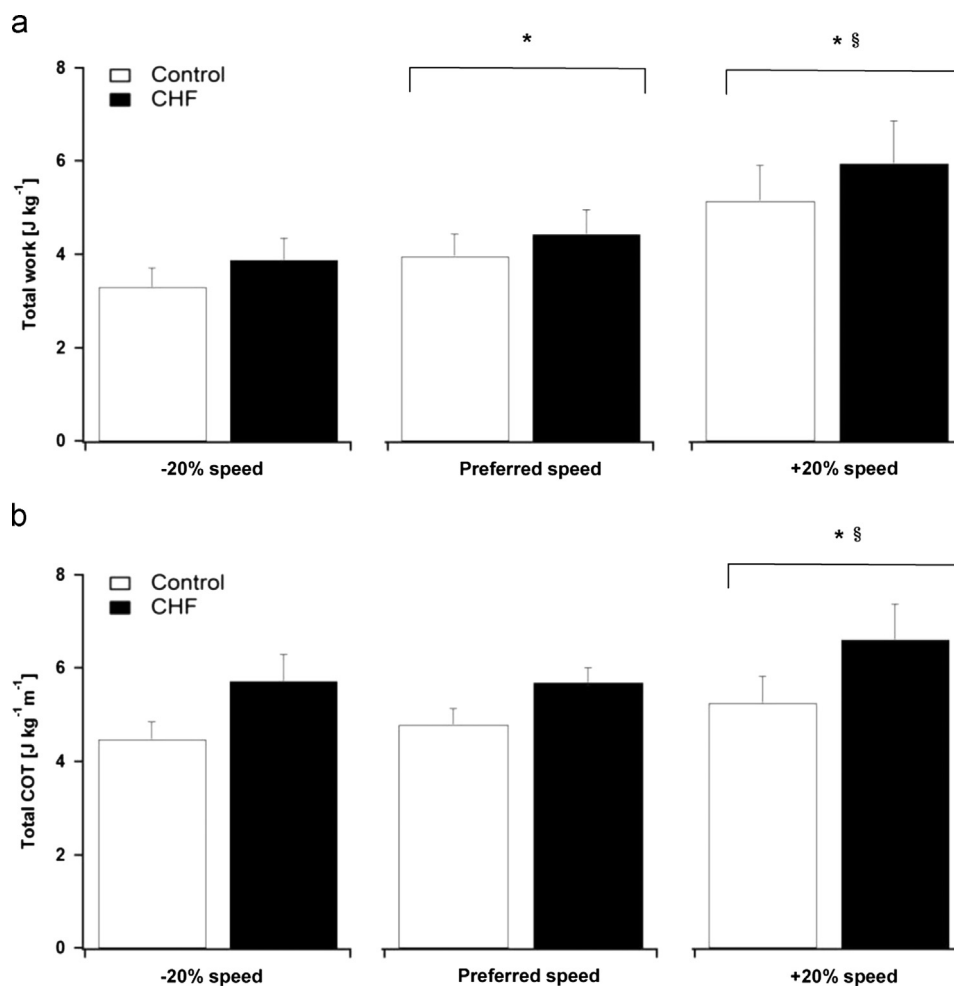 a
* * §
8
Control
CHF
6
4
2
0
Total work [J kg⁻¹]
-20% speed Preferred speed +20% speed
b
* §
8
Control
CHF
6
4
2
0
Total COT [J kg⁻¹m⁻¹]
-20% speed Preferred speed +20% speed